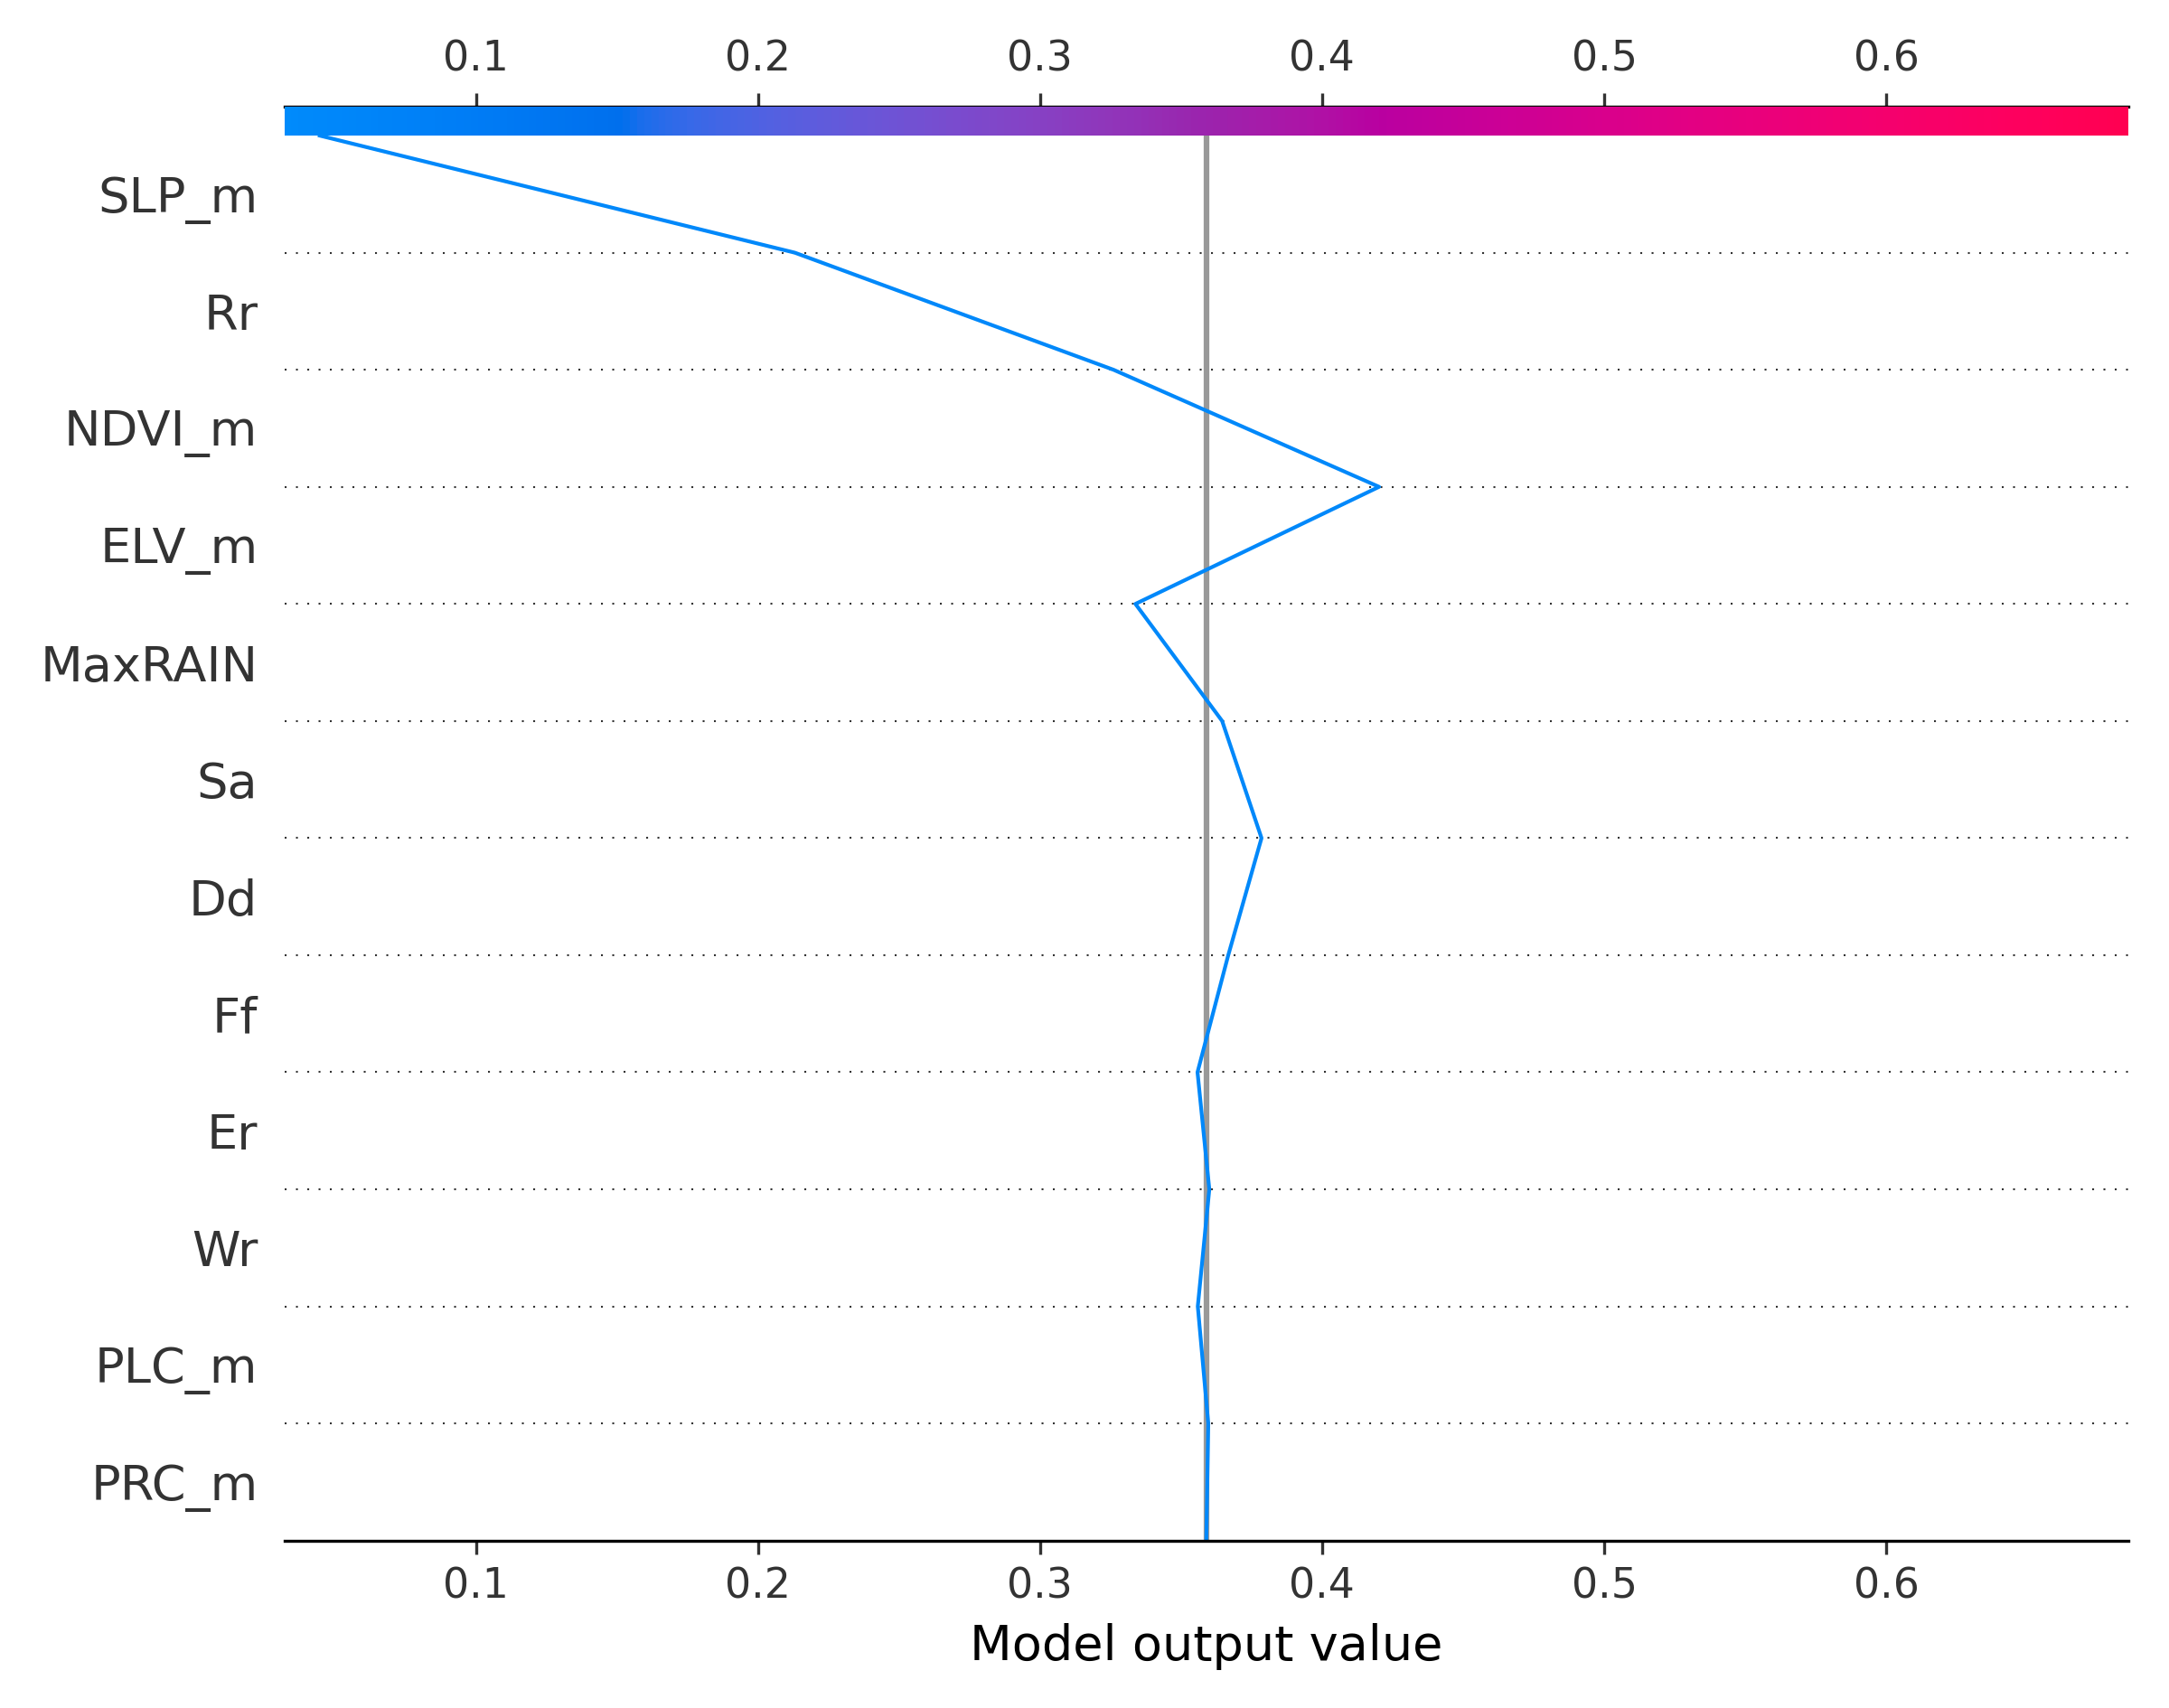 0.1 0.2 0.3 0.4 0.5 0.6
SLP_m
Rr
NDVI_m
ELV_m
MaxRAIN
Sa
Dd
Ff
Er
Wr
PLC_m
PRC_m
0.1 0.2 0.3 0.4 0.5 0.6
Model output value